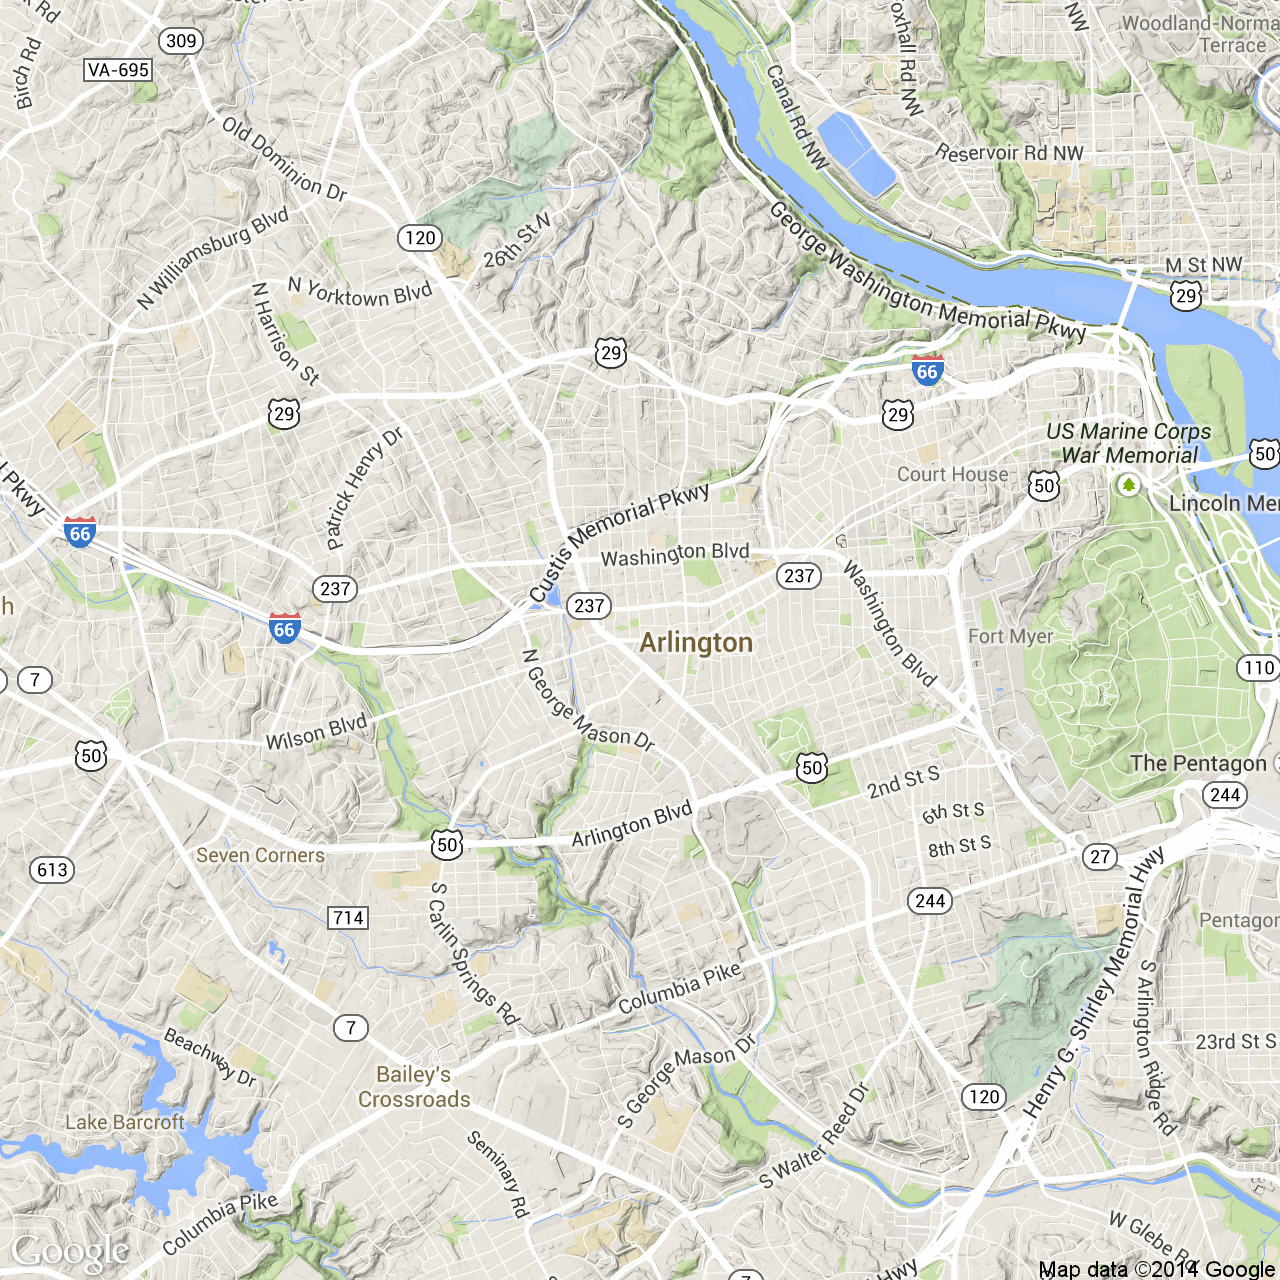 309
VA-695
Birch Rd
Old Dominion Dr
Foxhall Rd NW
NW
Woodland-Norma
Terrace
Canal Rd NW
Reservoir Rd NW
120
26th St N
N Williamsburg Blvd
N Yorktown Blvd
N Harrison St
George Washington Memorial Pkwy
M St NW
29
29
66
29
29
US Marine Corps
War Memorial
50
Court House
50
Lincoln Mem
Patrick Henry Dr
Pkwy
66
Custis Memorial Pkwy
Washington Blvd
237
237
237
Washington Blvd
h
66
Arlington
Fort Myer
110
7
N George Mason Dr
Wilson Blvd
50
50
The Pentagon
2nd St S
244
6th St S
8th St S
Arlington Blvd
50
Seven Corners
27
613
244
714
S Carlin Springs Rd
Pentagon
Henry G. Shirley Memorial Hwy
S Arlington Ridge Rd
Columbia Pike
7
23rd St S
Beachway Dr
S George Mason Dr
Bailey's
Crossroads
120
Lake Barcroft
Seminary Rd
S Walter Reed Dr
Columbia Pike
W Glebe Rd
Hwy
7
Google
Map data ©2014 Google